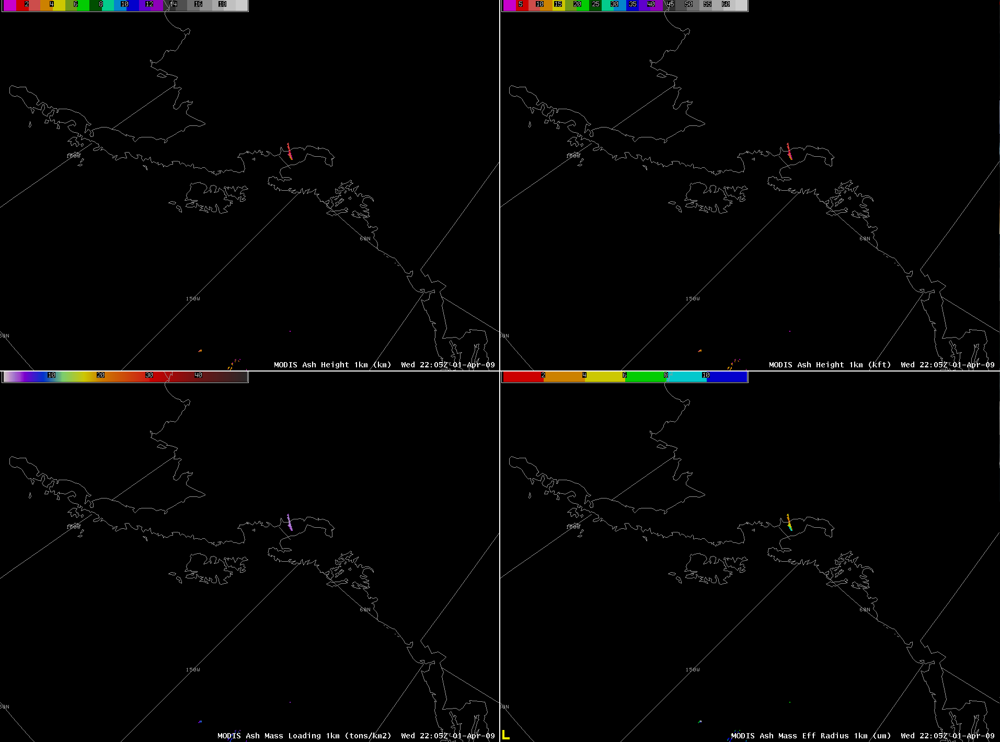 2 4 6 8 10 12 14 16 18
5 10 15 20 25 30 35 40 45 50 55 60
160W
160W
60N
60N
150W
150W
50N
50N
MODIS Ash Height 1km (km) Wed 22:05Z 01-Apr-09
MODIS Ash Height 1km (kft) Wed 22:05Z 01-Apr-09
10 20 30 40
2 4 6 8 10
160W
160W
60N
60N
150W
150W
50N
50N
MODIS Ash Mass Loading 1km (tons/km2) Wed 22:05Z 01-Apr-09
L
MODIS Ash Mass Eff Radius 1km (um) Wed 22:05Z 01-Apr-09